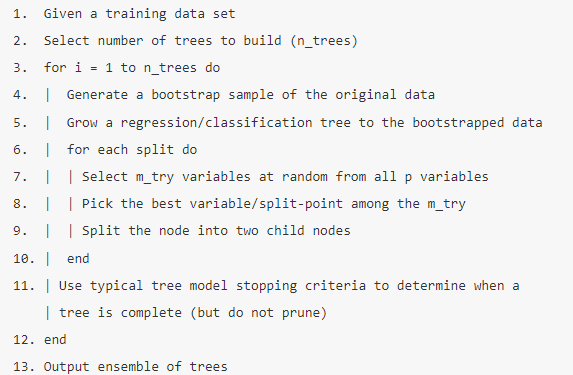 1. Given a training data set
2. Select number of trees to build (n_trees)
3. for i = 1 to n_trees do
4. | Generate a bootstrap sample of the original data
5. | Grow a regression/classification tree to the bootstrapped data
6. | for each split do
7. | | Select m_try variables at random from all p variables
8. | | Pick the best variable/split-point among the m_try
9. | | Split the node into two child nodes
10. | end
11. | Use typical tree model stopping criteria to determine when a
| tree is complete (but do not prune)
12. end
13. Output ensemble of trees